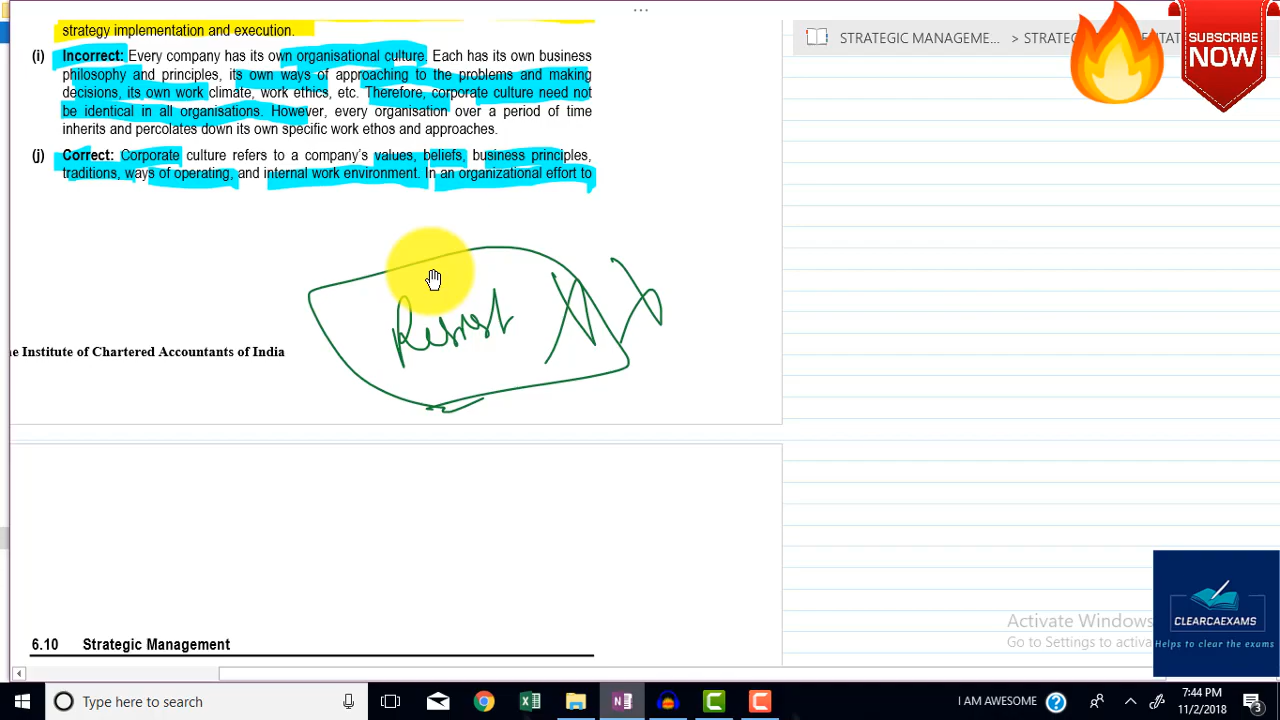 strategy implementation and execution.
(i) Incorrect: Every company has its own organisational culture. Each has its own business
philosophy and principles, its own ways of approaching to the problems and making
decisions, its own work climate, work ethics, etc. Therefore, corporate culture need not
be identical in all organisations. However, every organisation over a period of time
inherits and percolates down its own specific work ethos and approaches.
(j) Correct: Corporate culture refers to a company's values, beliefs, business principles,
traditions, ways of operating, and internal work environment. In an organizational effort to
e Institute of Chartered Accountants of India
6.10 Strategic Management
STRATEGIC MANAGEME... > STRATE
SUBSCRIBE
NOW
Activate Windows
Go to Settings to activa
CLEARCAEXAMS
Helps to clear the exams
Type here to search
I AM AWESOME
7:44 PM
11/2/2018
3